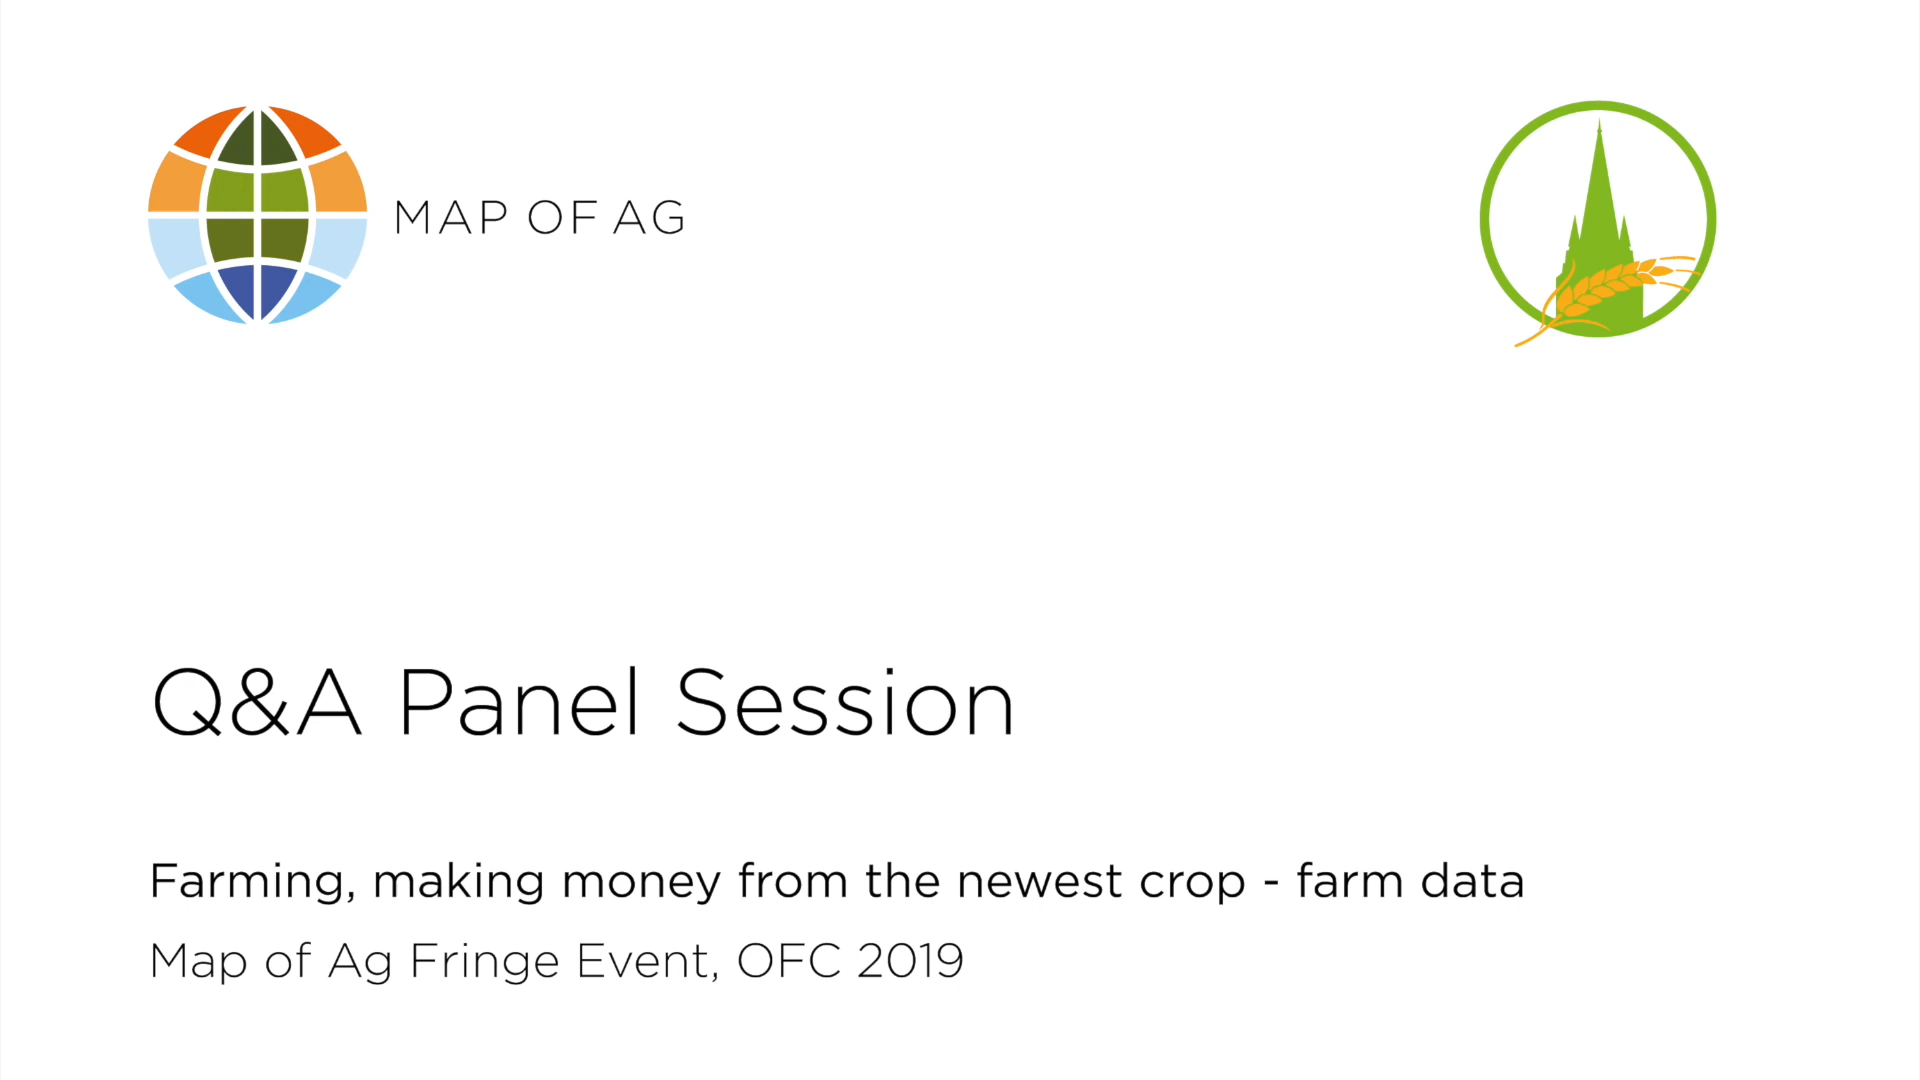 MAP OF AG
Q&A Panel Session
Farming, making money from the newest crop - farm data
Map of Ag Fringe Event, OFC 2019